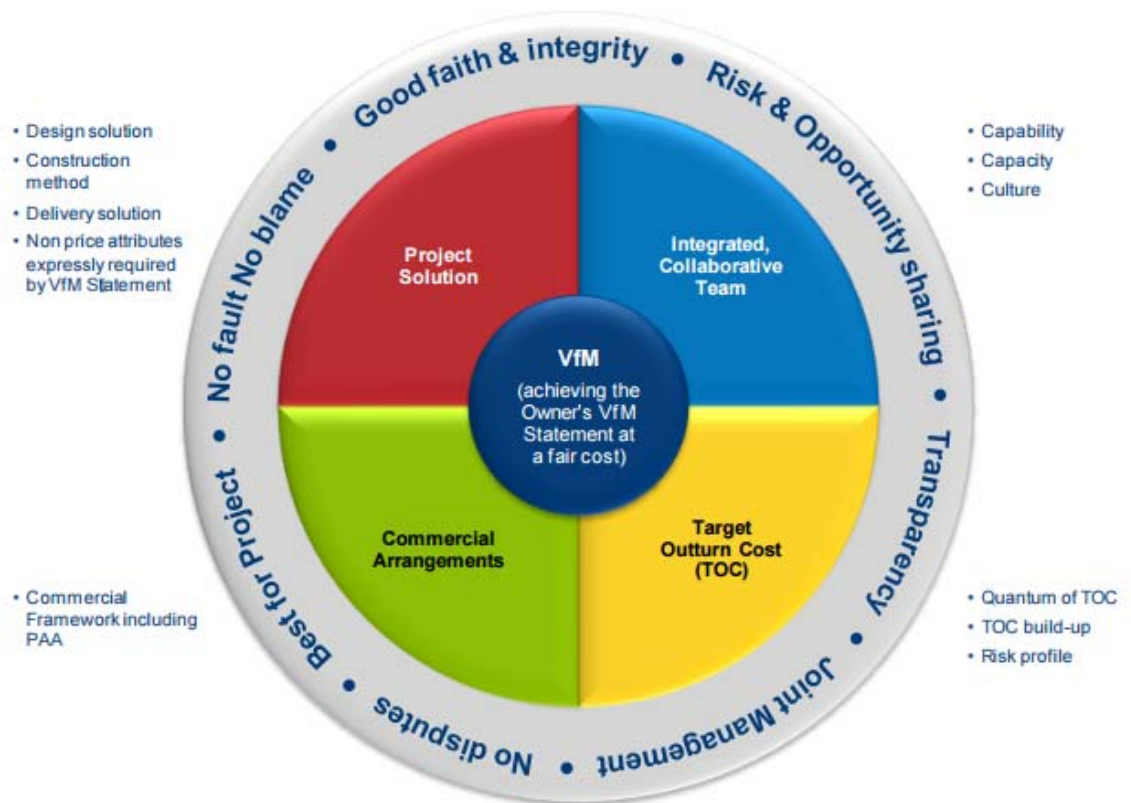 Good faith & integrity • Risk & Opportunity sharing • Transparency • Joint Management • No disputes • Best for Project • No fault No blame •
• Design solution
• Construction
method
• Delivery solution
• Non price attributes
expressly required
by VfM Statement
• Capability
• Capacity
• Culture
Project
Solution
Integrated,
Collaborative
Team
VfM
(achieving the
Owner's VfM
Statement at
a fair cost)
Commercial
Arrangements
Target
Outturn Cost
(TOC)
• Commercial
Framework including
PAA
• Quantum of TOC
• TOC build-up
• Risk profile